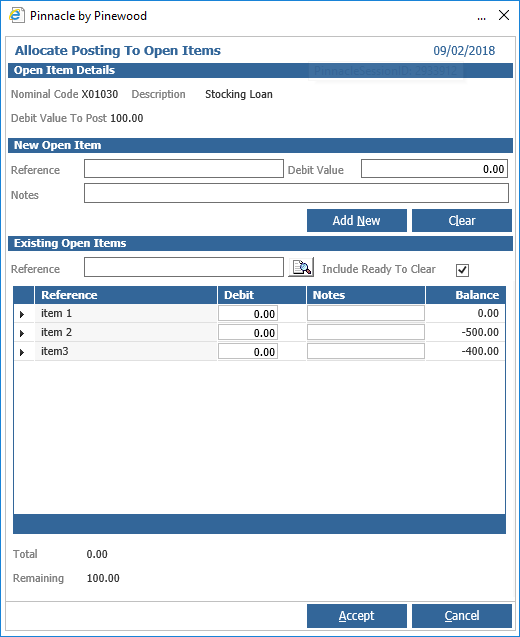 Pinnacle by Pinewood ...
Allocate Posting To Open Items 09/02/2018
Open Item Details
Nominal Code X01030 Description Stocking Loan
Debit Value To Post 100.00
New Open Item
Reference Debit Value 0.00
Notes
Add New Clear
Existing Open Items
Reference Include Ready To Clear
Reference Debit Notes Balance
item 1 0.00 0.00
item 2 0.00 -500.00
item3 0.00 -400.00
Total 0.00
Remaining 100.00
Accept Cancel